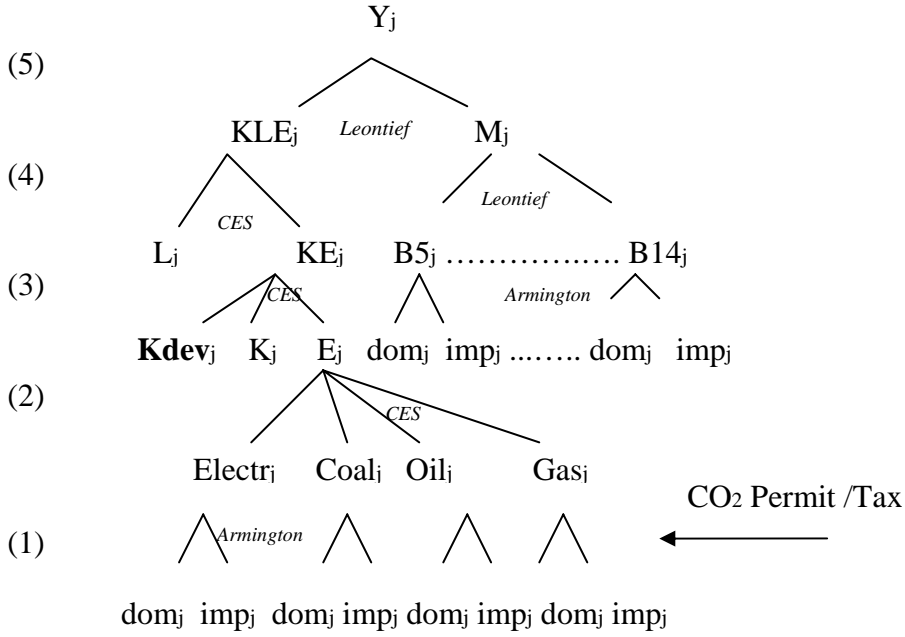 Yj
(5)
KLEj Leontief Mj
(4)
Leontief
CES
Lj KEj B5j ……………..…. B14j
(3)
CES Armington
Kdevj Kj Ej domj impj ...….. domj impj
(2)
CES
Electrj Coalj Oilj Gasj
CO2 Permit /Tax
(1) Armington
domj impj domj impj domj impj domj impj